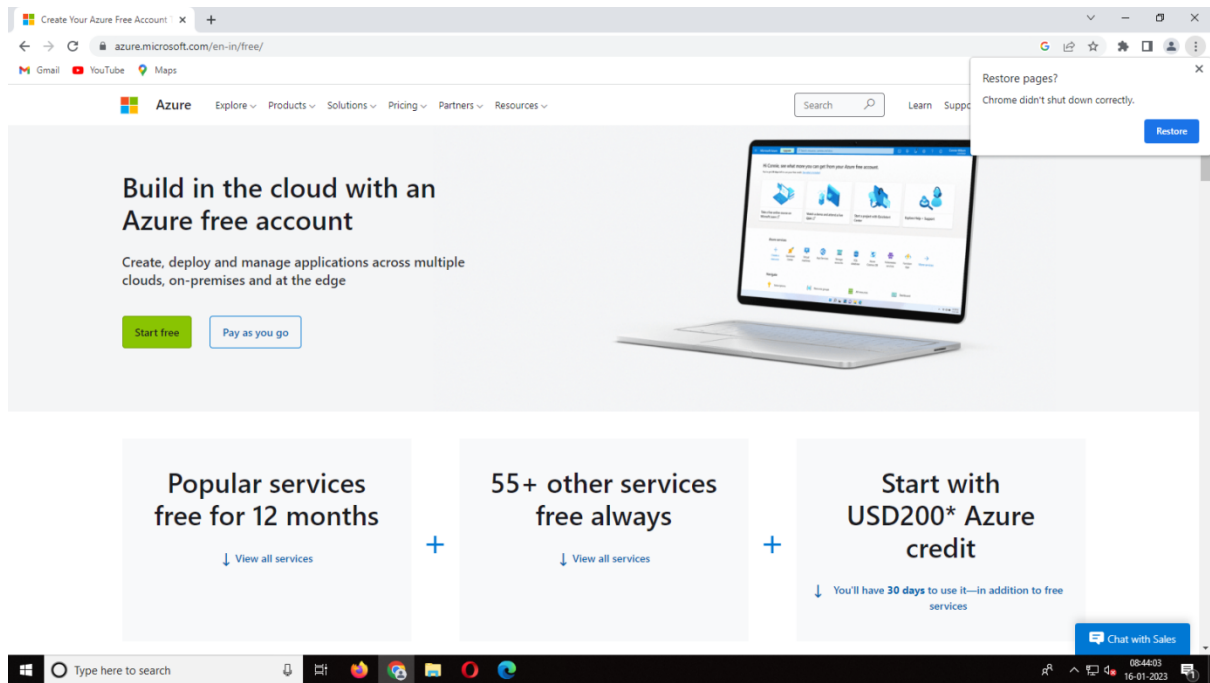 Create Your Azure Free Account T
azure.microsoft.com/en-in/free/
Gmail YouTube Maps
Restore pages?
Chrome didn't shut down correctly.
Restore
Azure Explore Products Solutions Pricing Partners Resources Search Learn
Build in the cloud with an
Azure free account
Create, deploy and manage applications across multiple
clouds, on-premises and at the edge
Start free Pay as you go
Popular services
free for 12 months
View all services
+
55+ other services
free always
View all services
+
Start with
USD200* Azure
credit
You'll have 30 days to use it—in addition to free
services
Chat with Sales
Type here to search
08:44:03
16-01-2023